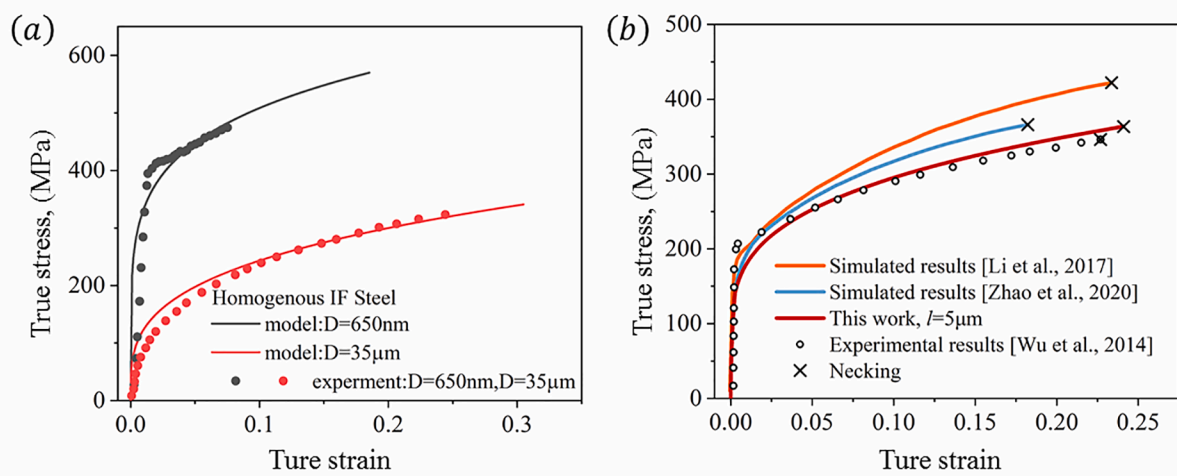 (a)
600
400
200
0
True stress, (MPa)
Homogenous IF Steel
model:D=650nm
model:D=35μm
experment:D=650nm,D=35μm
0.0 0.1 0.2 0.3
Ture strain
(b)
500
400
300
200
100
0
True stress, (MPa)
Simulated results [Li et al., 2017]
Simulated results [Zhao et al., 2020]
This work, l=5μm
Experimental results [Wu et al., 2014]
Necking
0.00 0.05 0.10 0.15 0.20 0.25
Ture strain